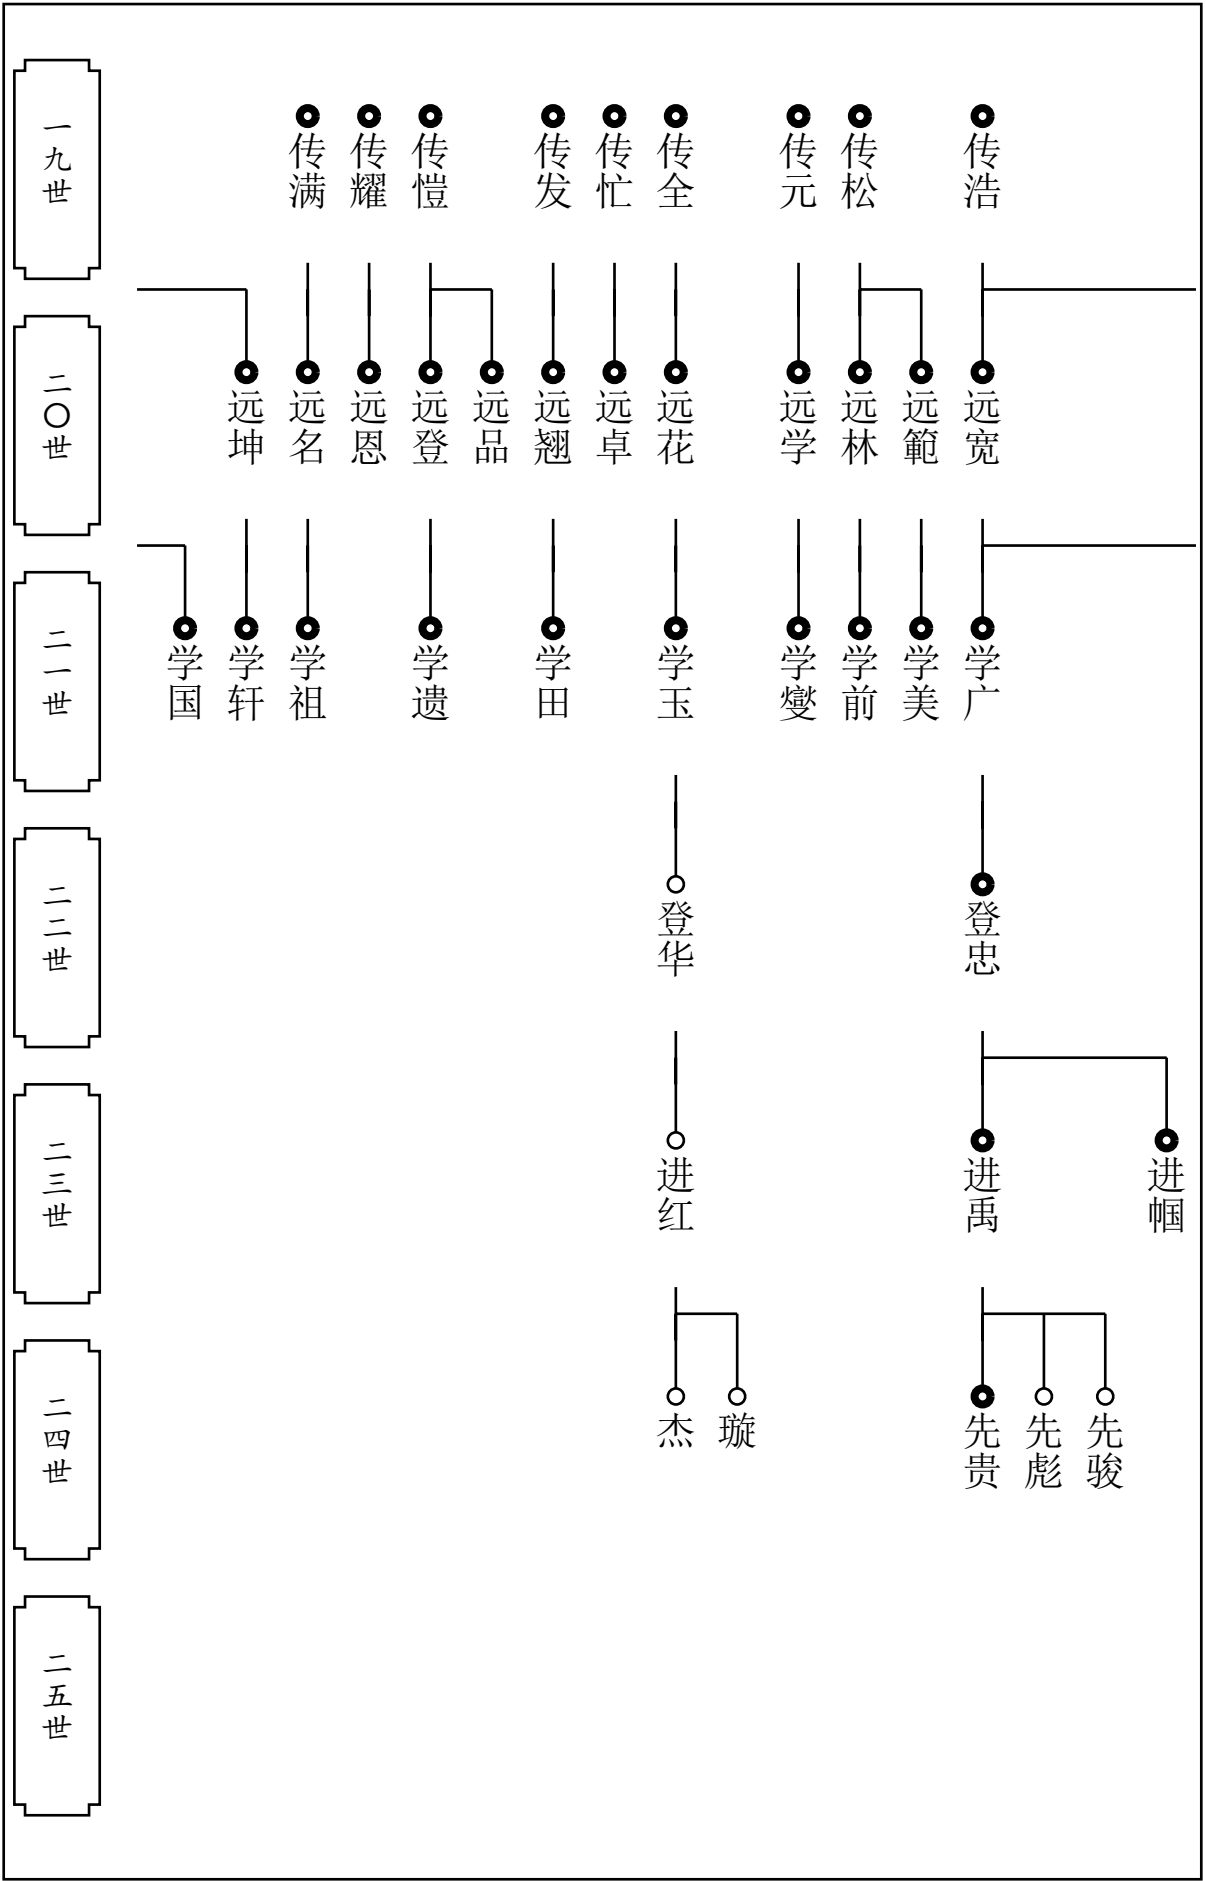 一九世
传浩
传松
传元
传全
传忙
传发
传恺
传耀
传满
二〇世
远宽
远範
远林
远学
远花
远卓
远翘
远品
远登
远恩
远名
远坤
二一世
学广
学美
学前
学燮
学玉
学田
学遗
学祖
学轩
学国
二二世
登忠
登华
二三世
进帼
进禹
进红
二四世
先骏
先彪
先贵
璇
杰
二五世